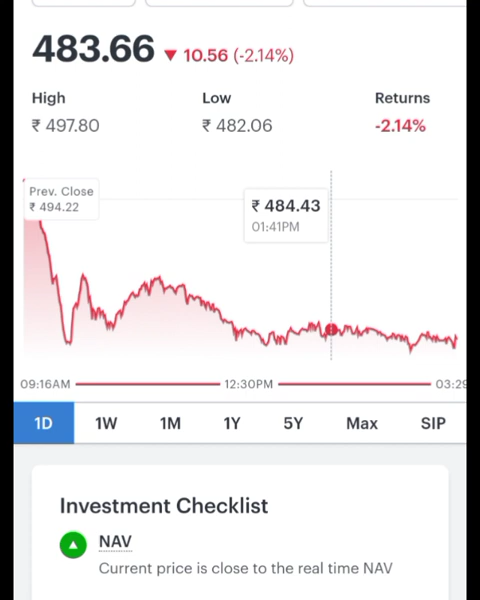 483.66 ▼ 10.56 (-2.14%)
High Low Returns
₹ 497.80 ₹ 482.06 -2.14%
Prev. Close
₹ 494.22
₹ 484.43
01:41PM
09:16AM 12:30PM 03:29
1D 1W 1M 1Y 5Y Max SIP
Investment Checklist
NAV
Current price is close to the real time NAV